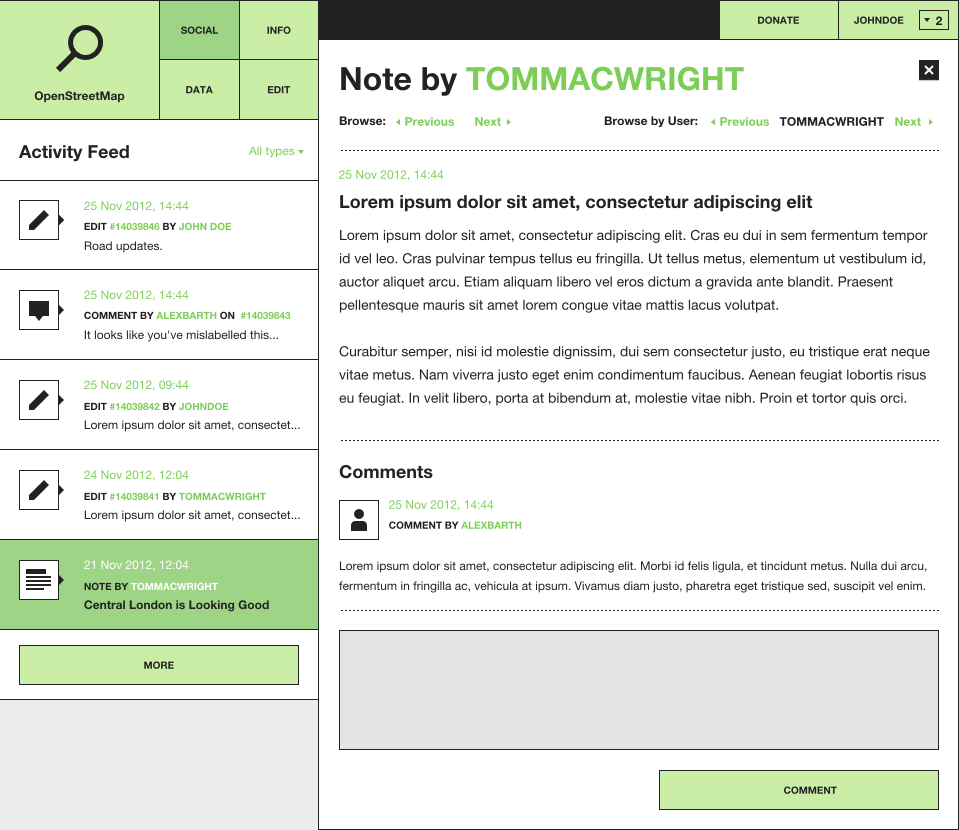 OpenStreetMap
SOCIAL
INFO
DATA
EDIT
DONATE
JOHNDOE
2
Activity Feed
All types
25 Nov 2012, 14:44
EDIT #14039846 BY JOHN DOE
Road updates.
25 Nov 2012, 14:44
COMMENT BY ALEXBARTH ON #14039843
It looks like you've mislabelled this...
25 Nov 2012, 09:44
EDIT #14039842 BY JOHNDOE
Lorem ipsum dolor sit amet, consectet...
24 Nov 2012, 12:04
EDIT #14039841 BY TOMMACWRIGHT
Lorem ipsum dolor sit amet, consectet...
21 Nov 2012, 12:04
NOTE BY TOMMACWRIGHT
Central London is Looking Good
MORE
Note by TOMMACWRIGHT
Browse: Previous Next
Browse by User: Previous TOMMACWRIGHT Next
25 Nov 2012, 14:44
Lorem ipsum dolor sit amet, consectetur adipiscing elit
Lorem ipsum dolor sit amet, consectetur adipiscing elit. Cras eu dui in sem fermentum tempor
id vel leo. Cras pulvinar tempus tellus eu fringilla. Ut tellus metus, elementum ut vestibulum id,
auctor aliquet arcu. Etiam aliquam libero vel eros dictum a gravida ante blandit. Praesent
pellentesque mauris sit amet lorem congue vitae mattis lacus volutpat.
Curabitur semper, nisi id molestie dignissim, dui sem consectetur justo, eu tristique erat neque
vitae metus. Nam viverra justo eget enim condimentum faucibus. Aenean feugiat lobortis risus
eu feugiat. In velit libero, porta at bibendum at, molestie vitae nibh. Proin et tortor quis orci.
Comments
25 Nov 2012, 14:44
COMMENT BY ALEXBARTH
Lorem ipsum dolor sit amet, consectetur adipiscing elit. Morbi id felis ligula, et tincidunt metus. Nulla dui arcu,
fermentum in fringilla ac, vehicula at ipsum. Vivamus diam justo, pharetra eget tristique sed, suscipit vel enim.
COMMENT